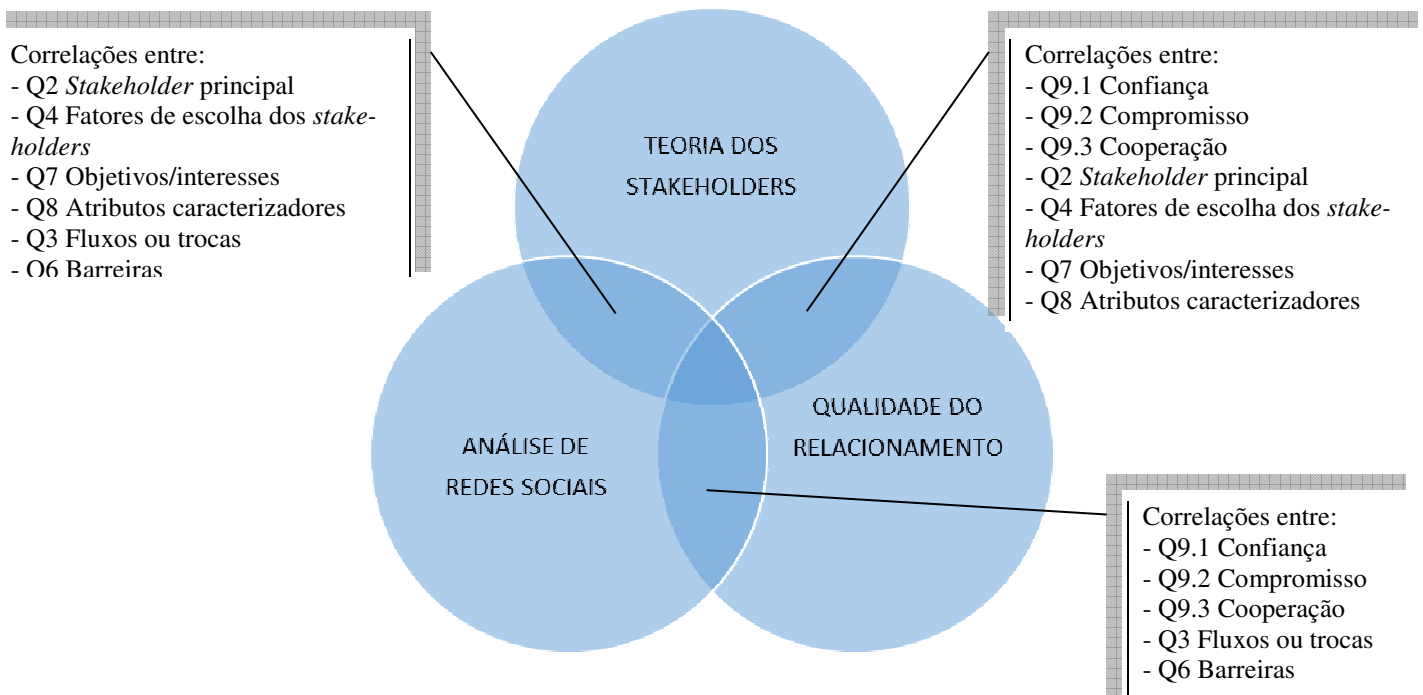 Correlações entre:
- Q2 Stakeholder principal
- Q4 Fatores de escolha dos stake-
holders
- Q7 Objetivos/interesses
- Q8 Atributos caracterizadores
- Q3 Fluxos ou trocas
- Q6 Barreiras
TEORIA DOS
STAKEHOLDERS
Correlações entre:
- Q9.1 Confiança
- Q9.2 Compromisso
- Q9.3 Cooperação
- Q2 Stakeholder principal
- Q4 Fatores de escolha dos stake-
holders
- Q7 Objetivos/interesses
- Q8 Atributos caracterizadores
ANÁLISE DE
REDES SOCIAIS
QUALIDADE DO
RELACIONAMENTO
Correlações entre:
- Q9.1 Confiança
- Q9.2 Compromisso
- Q9.3 Cooperação
- Q3 Fluxos ou trocas
- Q6 Barreiras